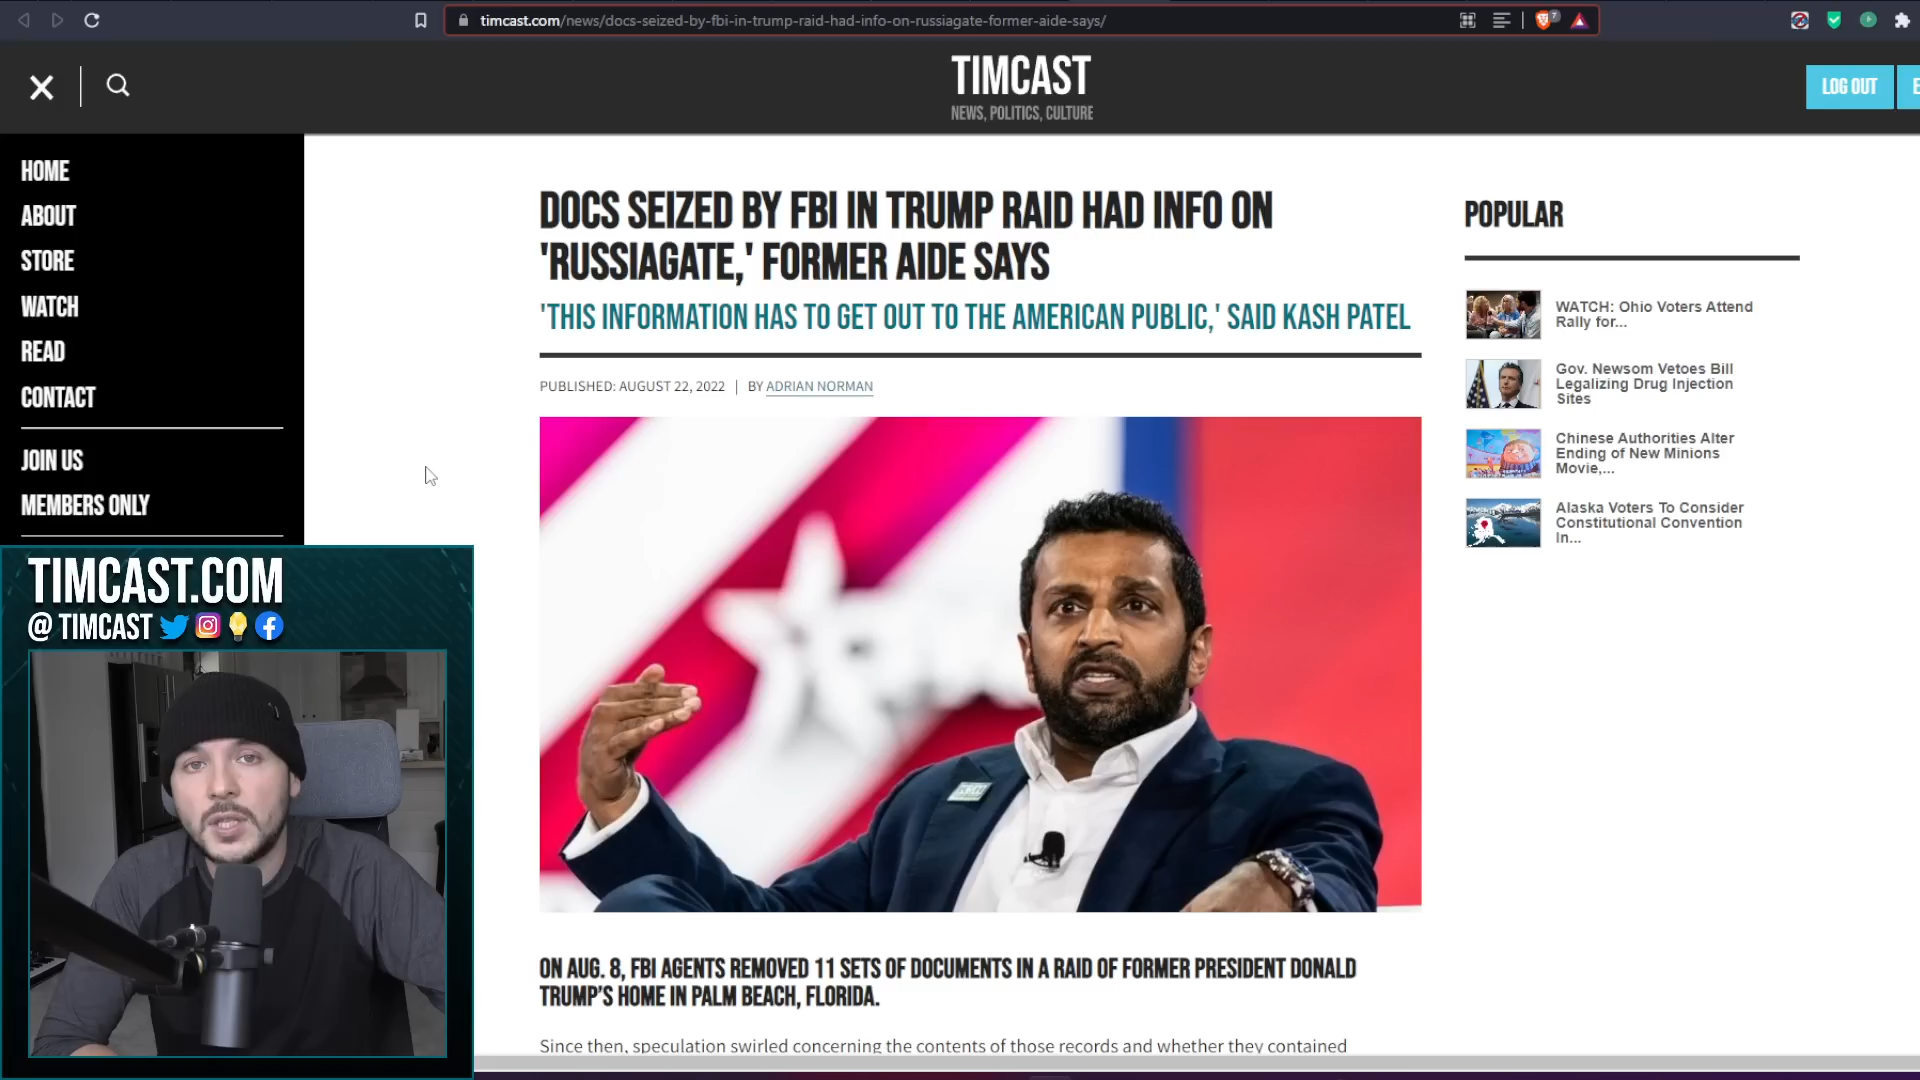 timcast.com/news/docs-seized-by-fbi-in-trump-raid-had-info-on-russiagate-former-aide-says/
7
TIMCAST
NEWS, POLITICS, CULTURE
LOG OUT
E
HOME
ABOUT
STORE
WATCH
READ
CONTACT
JOIN US
MEMBERS ONLY
DOCS SEIZED BY FBI IN TRUMP RAID HAD INFO ON
'RUSSIAGATE,' FORMER AIDE SAYS
'THIS INFORMATION HAS TO GET OUT TO THE AMERICAN PUBLIC,' SAID KASH PATEL
PUBLISHED: AUGUST 22, 2022 | BY ADRIAN NORMAN
POPULAR
WATCH: Ohio Voters Attend
Rally for...
Gov. Newsom Vetoes Bill
Legalizing Drug Injection
Sites
Chinese Authorities Alter
Ending of New Minions
Movie,...
Alaska Voters To Consider
Constitutional Convention
In...
TIMCAST.COM
@ TIMCAST
ON AUG. 8, FBI AGENTS REMOVED 11 SETS OF DOCUMENTS IN A RAID OF FORMER PRESIDENT DONALD
TRUMP'S HOME IN PALM BEACH, FLORIDA.
Since then, speculation swirled concerning the contents of those records and whether they contained